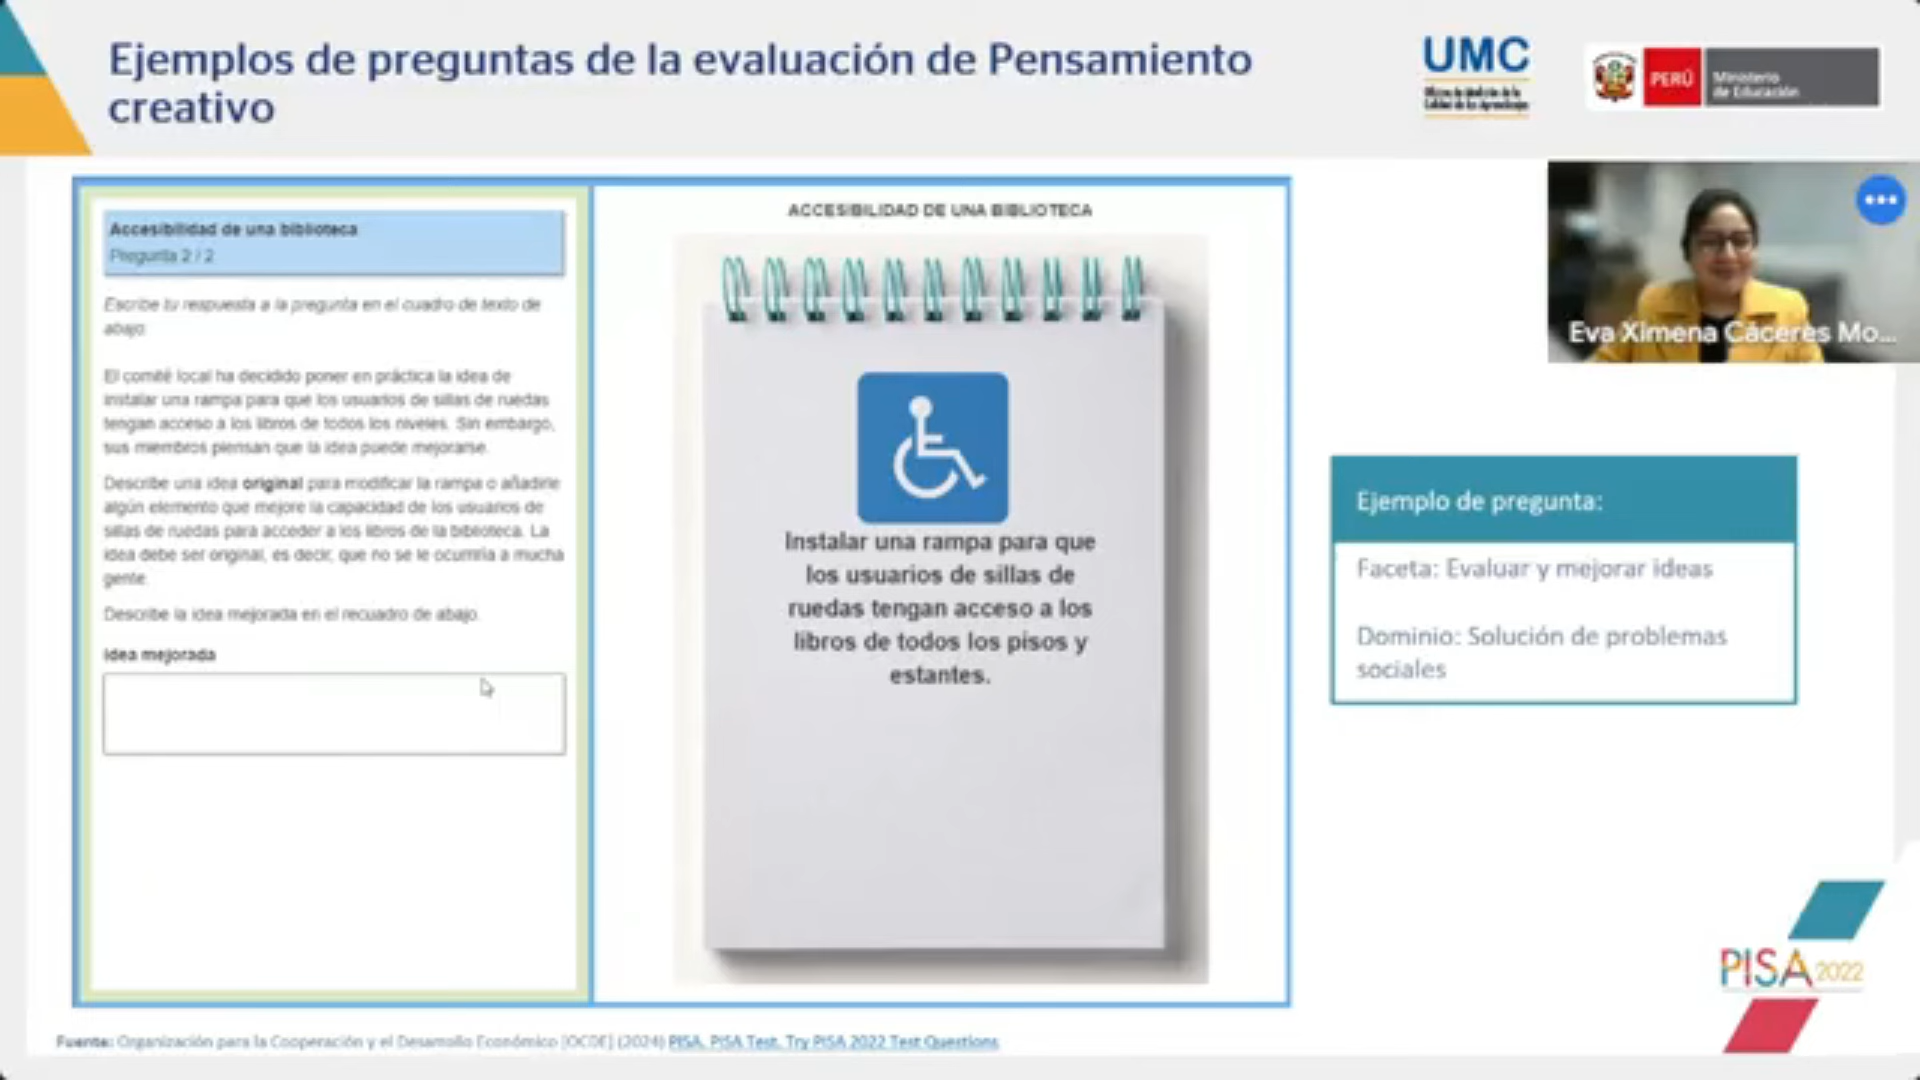 Ejemplos de preguntas de la evaluación de Pensamiento
creativo
UMC
Oficina de Medición de la
Calidad de los Aprendizajes
PERÚ
Ministerio
de Educación
Eva Ximena Cáceres Mo...
Accesibilidad de una biblioteca
Pregunta 2 / 2
Escribe tu respuesta a la pregunta en el cuadro de texto de
abajo.
El comité local ha decidido poner en práctica la idea de
instalar una rampa para que los usuarios de sillas de ruedas
tengan acceso a los libros de todos los niveles. Sin embargo,
sus miembros piensan que la idea puede mejorarse.
Describe una idea original para modificar la rampa o añadirle
algún elemento que mejore la capacidad de los usuarios de
sillas de ruedas para acceder a los libros de la biblioteca. La
idea debe ser original, es decir, que no se le ocurriría a mucha
gente.
Describe la idea mejorada en el recuadro de abajo.
Idea mejorada
ACCESIBILIDAD DE UNA BIBLIOTECA
Instalar una rampa para que
los usuarios de sillas de
ruedas tengan acceso a los
libros de todos los pisos y
estantes.
Ejemplo de pregunta:
Faceta: Evaluar y mejorar ideas
Dominio: Solución de problemas
sociales
PISA 2022
Fuente: Organización para la Cooperación y el Desarrollo Económico [OCDE] (2024) PISA, PISA Test, Try PISA 2022 Test Questions